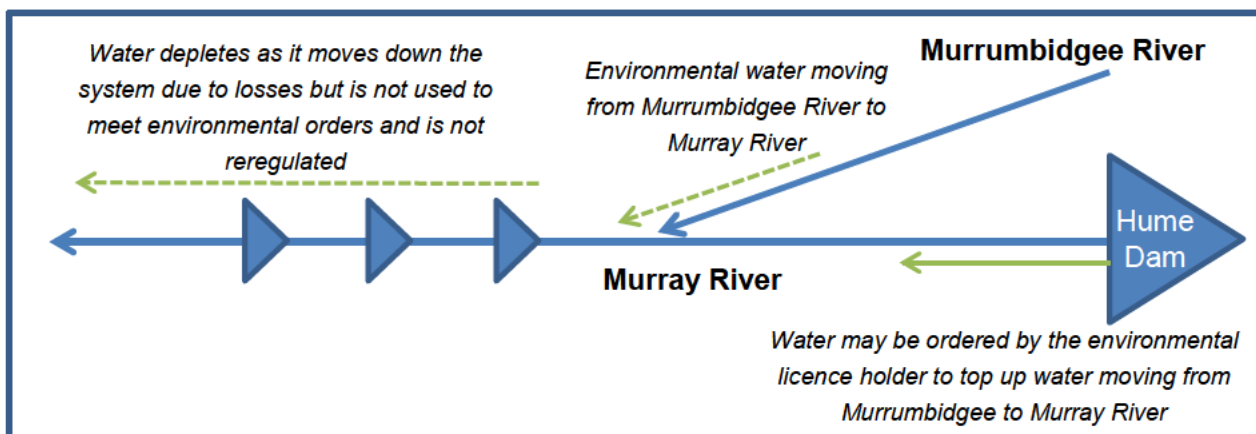 Water depletes as it moves down the
system due to losses but is not used to
meet environmental orders and is not
reregulated
Environmental water moving
from Murrumbidgee River to
Murray River
Murrumbidgee River
Hume
Dam
Murray River
Water may be ordered by the environmental
licence holder to top up water moving from
Murrumbidgee to Murray River